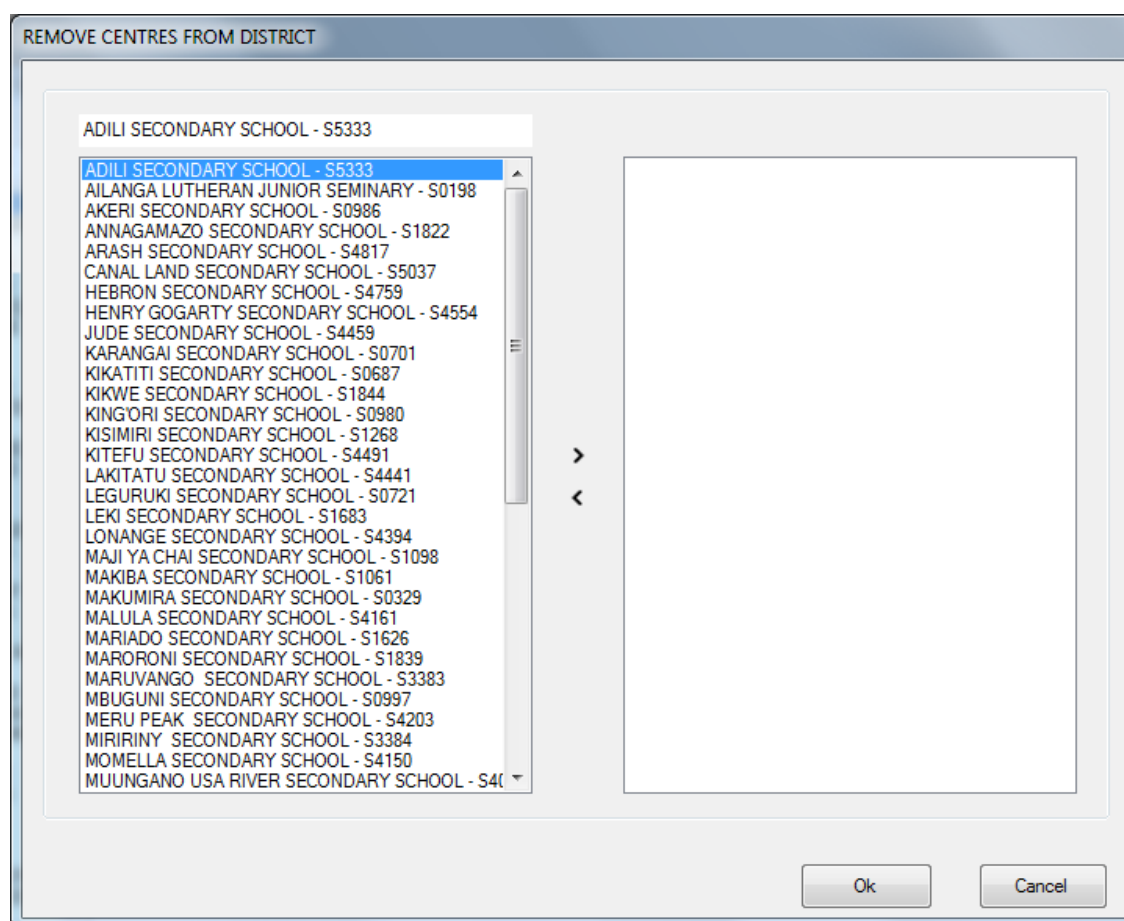 REMOVE CENTRES FROM DISTRICT
ADILI SECONDARY SCHOOL - S5333
ADILI SECONDARY SCHOOL - S5333
AILANGA LUTHERAN JUNIOR SEMINARY - S0198
AKERI SECONDARY SCHOOL - S0986
ANNAGAMAZO SECONDARY SCHOOL - S1822
ARASH SECONDARY SCHOOL - S4817
CANAL LAND SECONDARY SCHOOL - S5037
HEBRON SECONDARY SCHOOL - S4759
HENRY GOGARTY SECONDARY SCHOOL - S4554
JUDE SECONDARY SCHOOL - S4459
KARANGAI SECONDARY SCHOOL - S0701
KIKATITI SECONDARY SCHOOL - S0687
KIKWE SECONDARY SCHOOL - S1844
KING'ORI SECONDARY SCHOOL - S0980
KISIMIRI SECONDARY SCHOOL - S1268
KITEFU SECONDARY SCHOOL - S4491
LAKITATU SECONDARY SCHOOL - S4441
LEGURUKI SECONDARY SCHOOL - S0721
LEKI SECONDARY SCHOOL - S1683
LONANGE SECONDARY SCHOOL - S4394
MAJI YA CHAI SECONDARY SCHOOL - S1098
MAKIBA SECONDARY SCHOOL - S1061
MAKUMIRA SECONDARY SCHOOL - S0329
MALULA SECONDARY SCHOOL - S4161
MARIADO SECONDARY SCHOOL - S1626
MARORONI SECONDARY SCHOOL - S1839
MARUVANGO  SECONDARY SCHOOL - S3383
MBUGUNI SECONDARY SCHOOL - S0997
MERU PEAK  SECONDARY SCHOOL - S4203
MIRIRINY  SECONDARY SCHOOL - S3384
MOMELLA SECONDARY SCHOOL - S4150
MUUNGANO USA RIVER SECONDARY SCHOOL -
Ok
Cancel